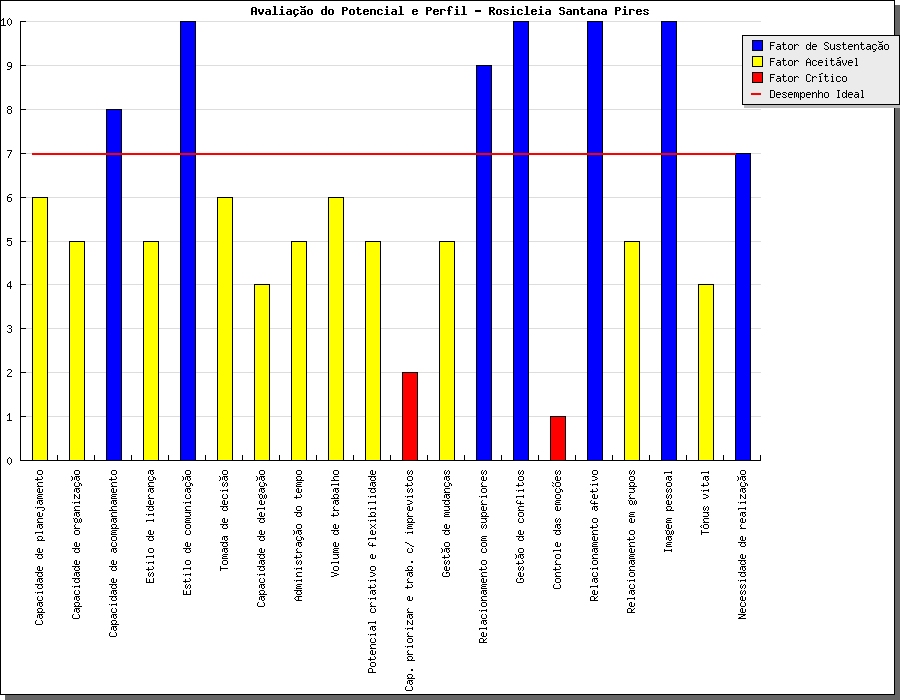 Avaliação do Potencial e Perfil - Rosicleia Santana Pires
10
9
8
7
6
5
4
3
2
1
0
Fator de Sustentação
Fator Aceitável
Fator Crítico
Desempenho Ideal
Capacidade de planejamento
Capacidade de organização
Capacidade de acompanhamento
Estilo de liderança
Estilo de comunicação
Tomada de decisão
Capacidade de delegação
Administração do tempo
Volume de trabalho
Potencial criativo e flexibilidade
Cap. priorizar e trab. c/ imprevistos
Gestão de mudanças
Relacionamento com superiores
Gestão de conflitos
Controle das emoções
Relacionamento afetivo
Relacionamento em grupos
Imagem pessoal
Tônus vital
Necessidade de realização